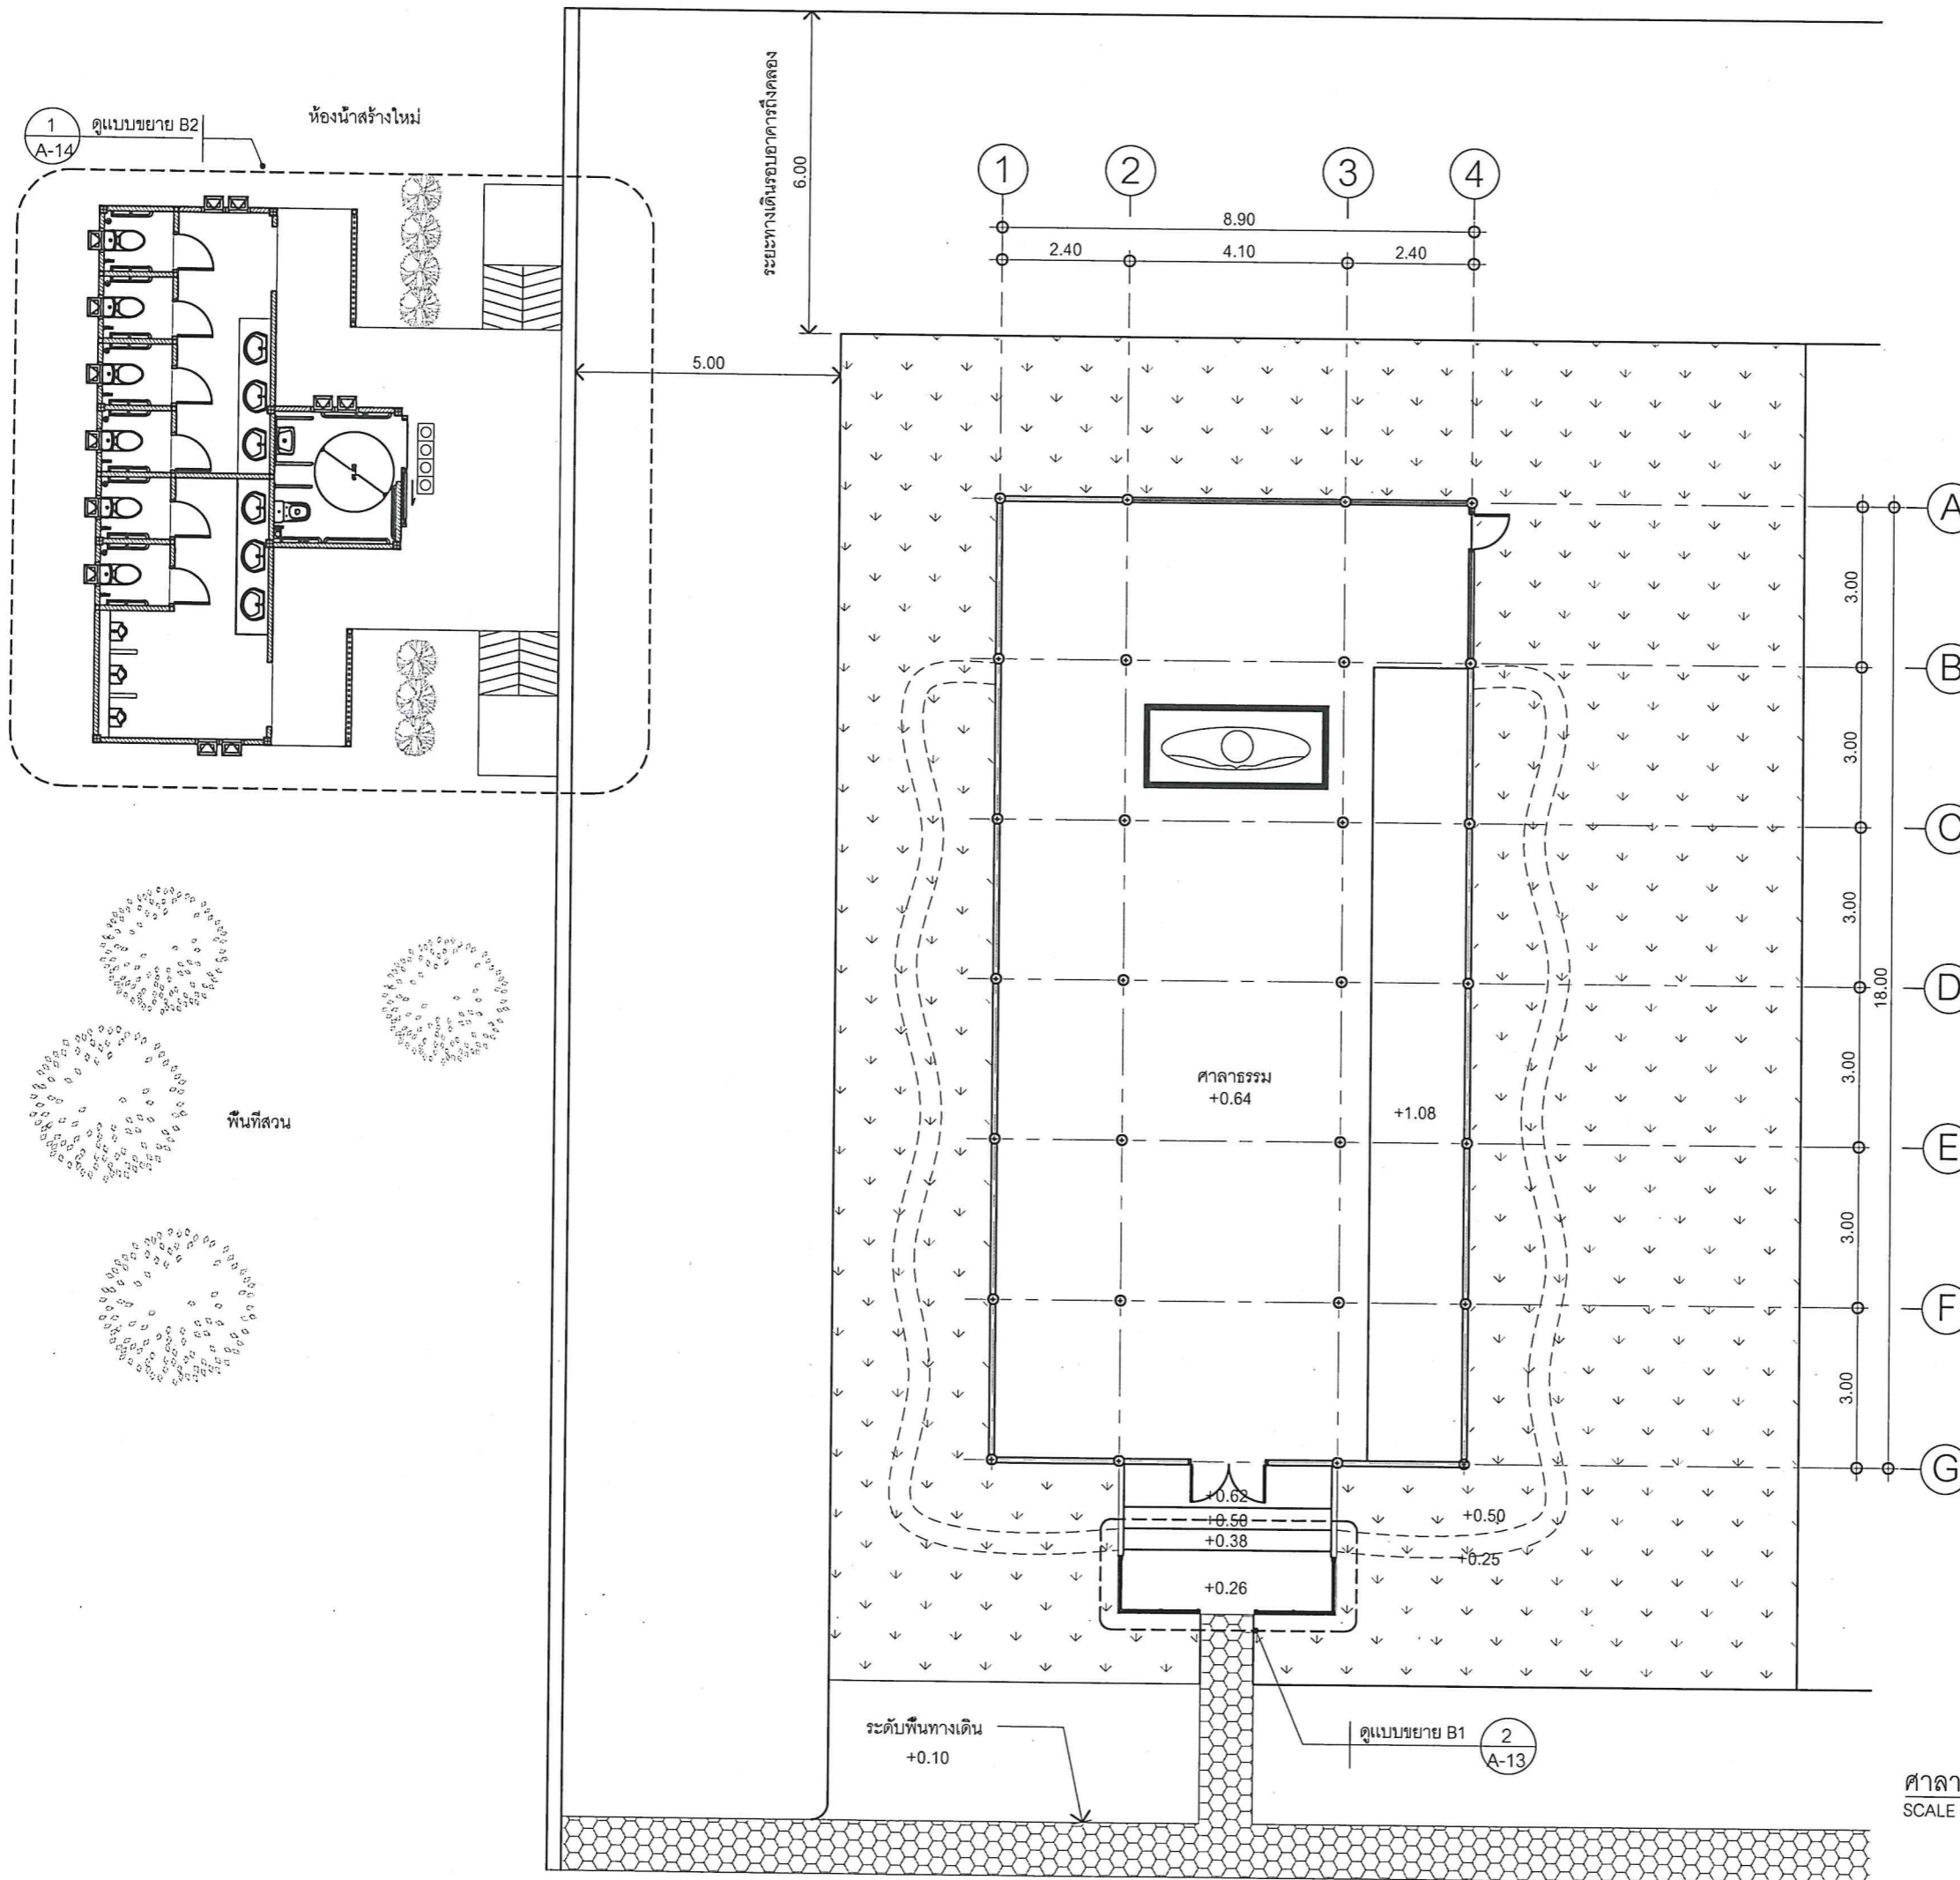 1
A-14
ดูแบบขยาย B2
ห้องน้ำสร้างใหม่
ระยะทางเดินรอบอาคารถึงคลอง
6.00
5.00
1
2
3
4
8.90
2.40
4.10
2.40
A
3.00
B
3.00
C
3.00
D
18.00
3.00
E
3.00
F
3.00
G
ศาลาธรรม
+0.64
+1.08
พื้นที่สวน
+0.62
+0.50
+0.38
+0.26
+0.50
+0.25
ระดับพื้นทางเดิน
+0.10
ดูแบบขยาย B1
2
A-13
ศาลา
SCALE